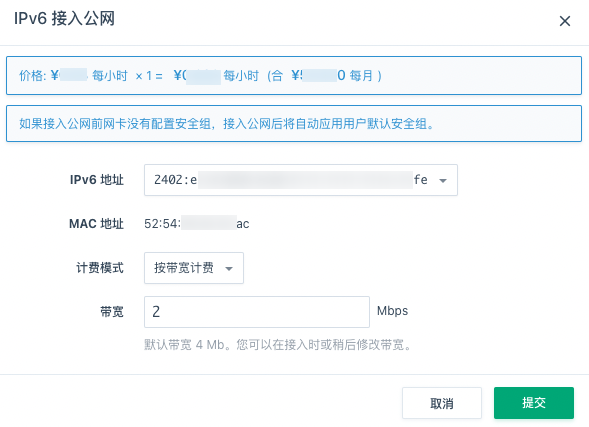 IPv6 接入公网
价格: ¥ 每小时 × 1 = ¥0 每小时 (合 ¥5 0 每月 )
如果接入公网前网卡没有配置安全组，接入公网后将自动应用用户默认安全组。
IPv6 地址 2402:e fe
MAC 地址 52:54: ac
计费模式 按带宽计费
带宽 2 Mbps
默认带宽 4 Mb。您可以在接入时或稍后修改带宽。
取消 提交